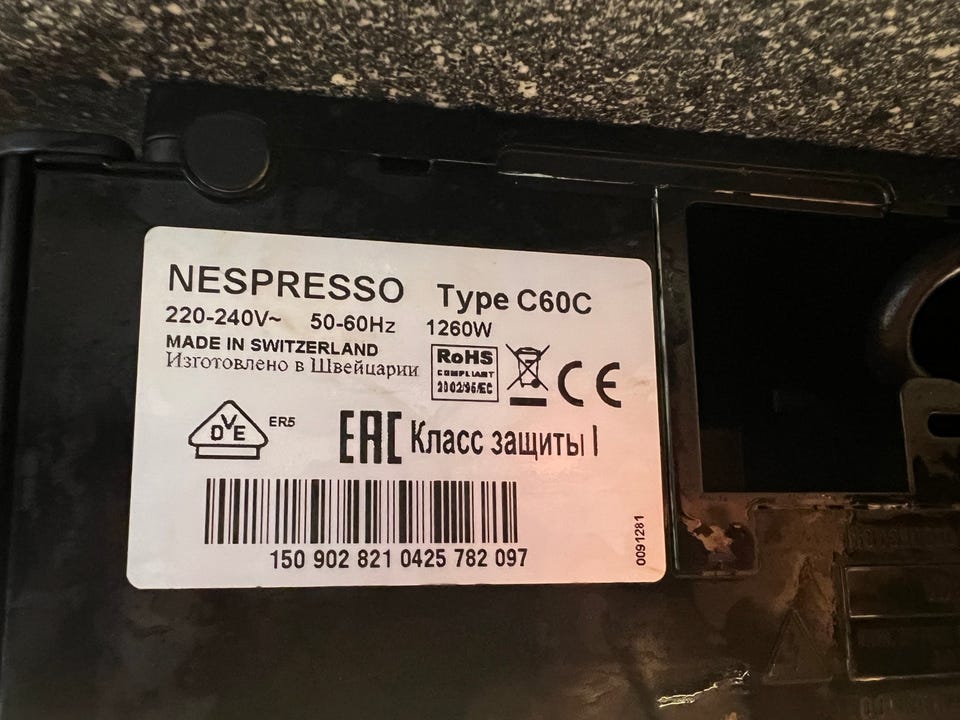 NESPRESSO Type C60C
220-240V~ 50-60Hz 1260W
MADE IN SWITZERLAND
Изготовлено в Швейцарии
RoHS
COMPLIANT
2002/95/EC
CE
DVE
ER5
EAC Класс защиты I
150 902 821 0425 782 097
0091281